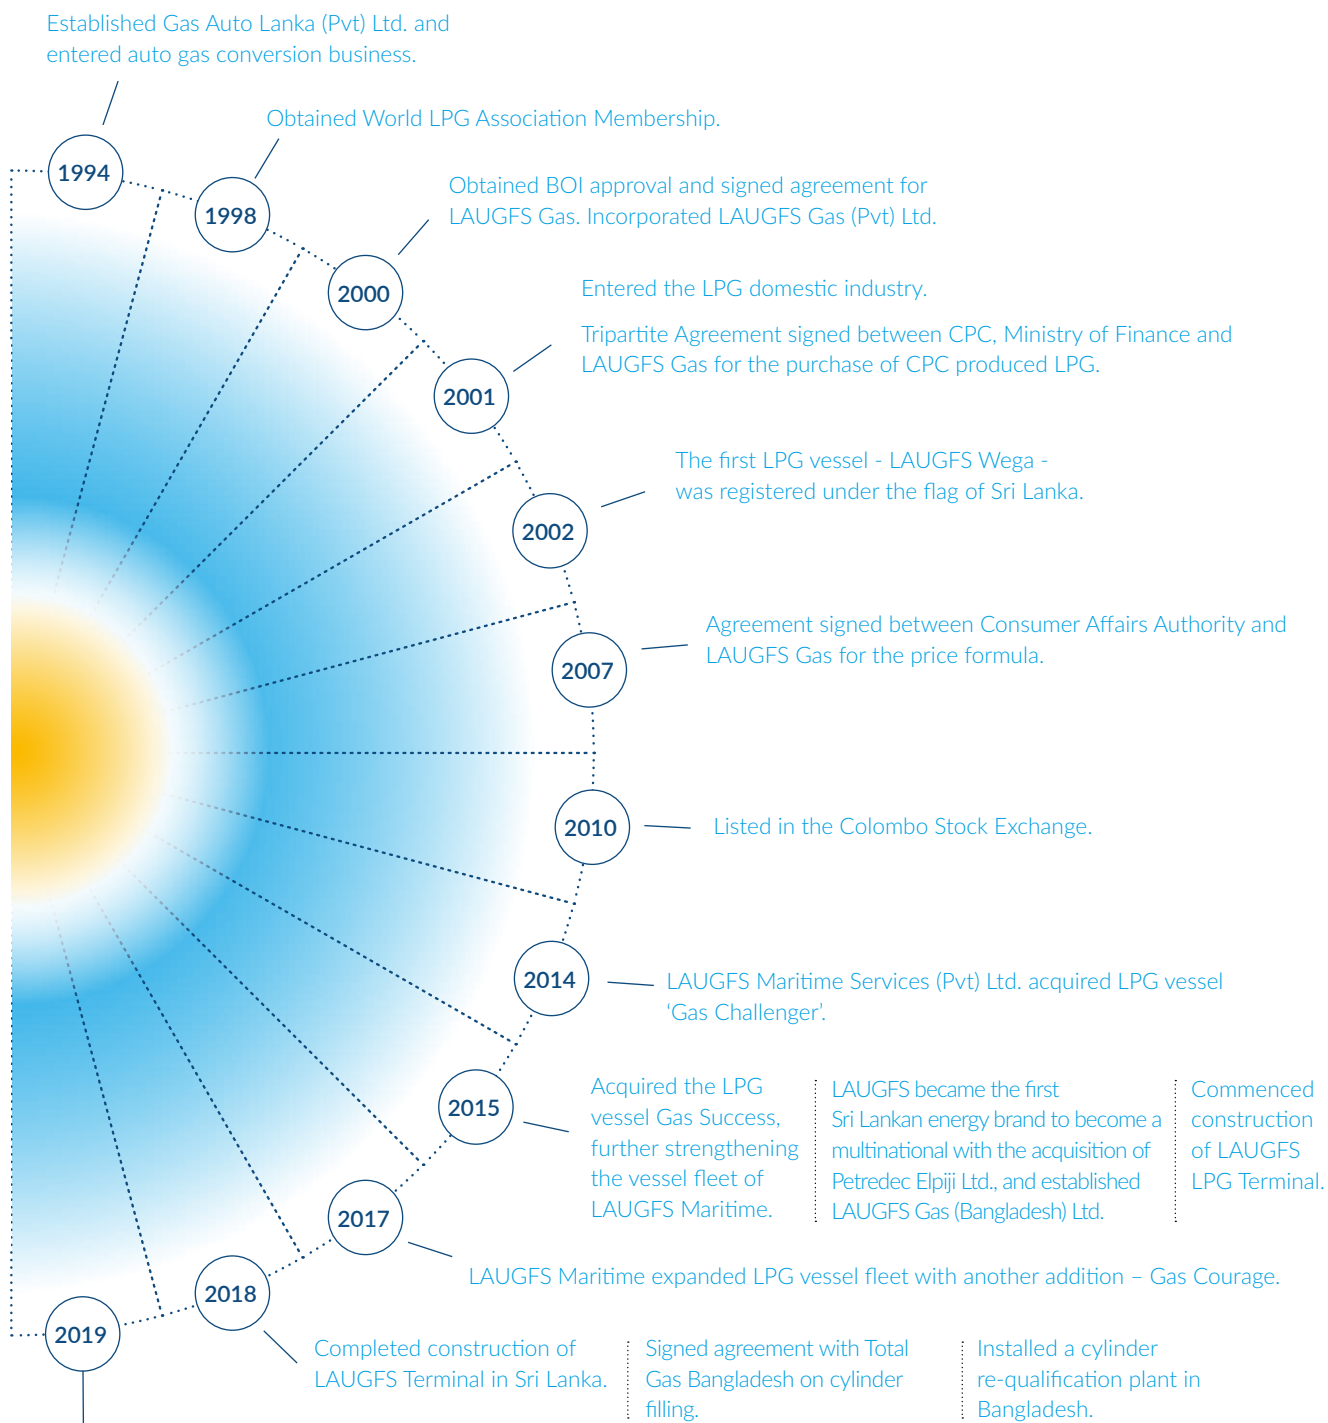 Established Gas Auto Lanka (Pvt) Ltd. and
entered auto gas conversion business.
1994
Obtained World LPG Association Membership.
1998
Obtained BOI approval and signed agreement for
LAUGFS Gas. Incorporated LAUGFS Gas (Pvt) Ltd.
2000
Entered the LPG domestic industry.
Tripartite Agreement signed between CPC, Ministry of Finance and
LAUGFS Gas for the purchase of CPC produced LPG.
2001
The first LPG vessel - LAUGFS Wega -
was registered under the flag of Sri Lanka.
2002
Agreement signed between Consumer Affairs Authority and
LAUGFS Gas for the price formula.
2007
Listed in the Colombo Stock Exchange.
2010
LAUGFS Maritime Services (Pvt) Ltd. acquired LPG vessel
‘Gas Challenger’.
2014
2015
Acquired the LPG
vessel Gas Success,
further strengthening
the vessel fleet of
LAUGFS Maritime.
LAUGFS became the first
Sri Lankan energy brand to become a
multinational with the acquisition of
Petredec Elpiji Ltd., and established
LAUGFS Gas (Bangladesh) Ltd.
Commenced
construction
of LAUGFS
LPG Terminal.
2017
LAUGFS Maritime expanded LPG vessel fleet with another addition – Gas Courage.
2018
Completed construction of
LAUGFS Terminal in Sri Lanka.
Signed agreement with Total
Gas Bangladesh on cylinder
filling.
Installed a cylinder
re-qualification plant in
Bangladesh.
2019